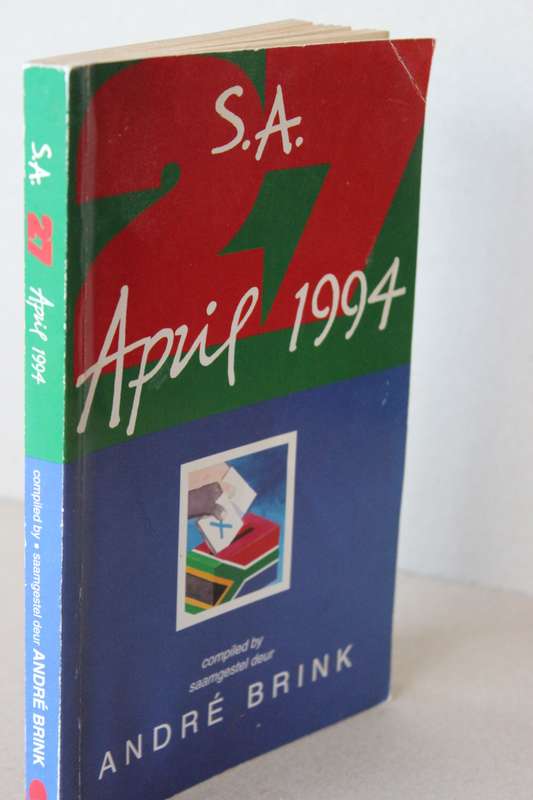 S.A.
27
April 1994
compiled by
saamgestel deur
ANDRÉ BRINK
S.A. 27 April 1994 compiled by • saamgestel deur ANDRÉ BRINK